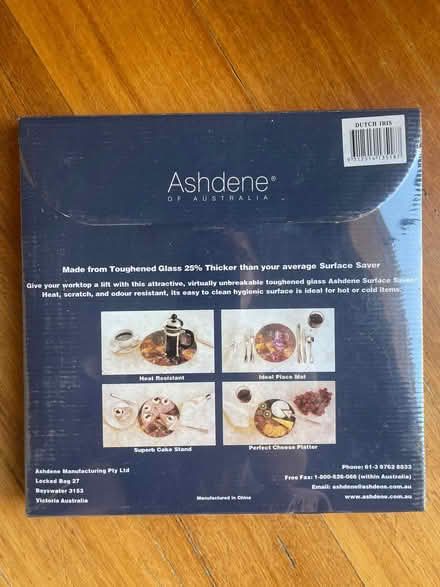 DUTCH IRIS
Ashdene®
OF AUSTRALIA
Made from Toughened Glass 25% Thicker than your average Surface Saver
Give your worktop a lift with this attractive, virtually unbreakable toughened glass Ashdene Surface Saver
Heat, scratch, and odour resistant, its easy to clean hygienic surface is ideal for hot or cold items.
Heat Resistant
Ideal Place Mat
Superb Cake Stand
Perfect Cheese Platter
Ashdene Manufacturing Pty Ltd
Locked Bag 27
Bayswater 3153
Victoria Australia
Manufactured in China
Phone: 61-3 9762 8533
Free Fax: 1-800-626-066 (within Australia)
Email: ashdene@ashdene.com.au
www.ashdene.com.au